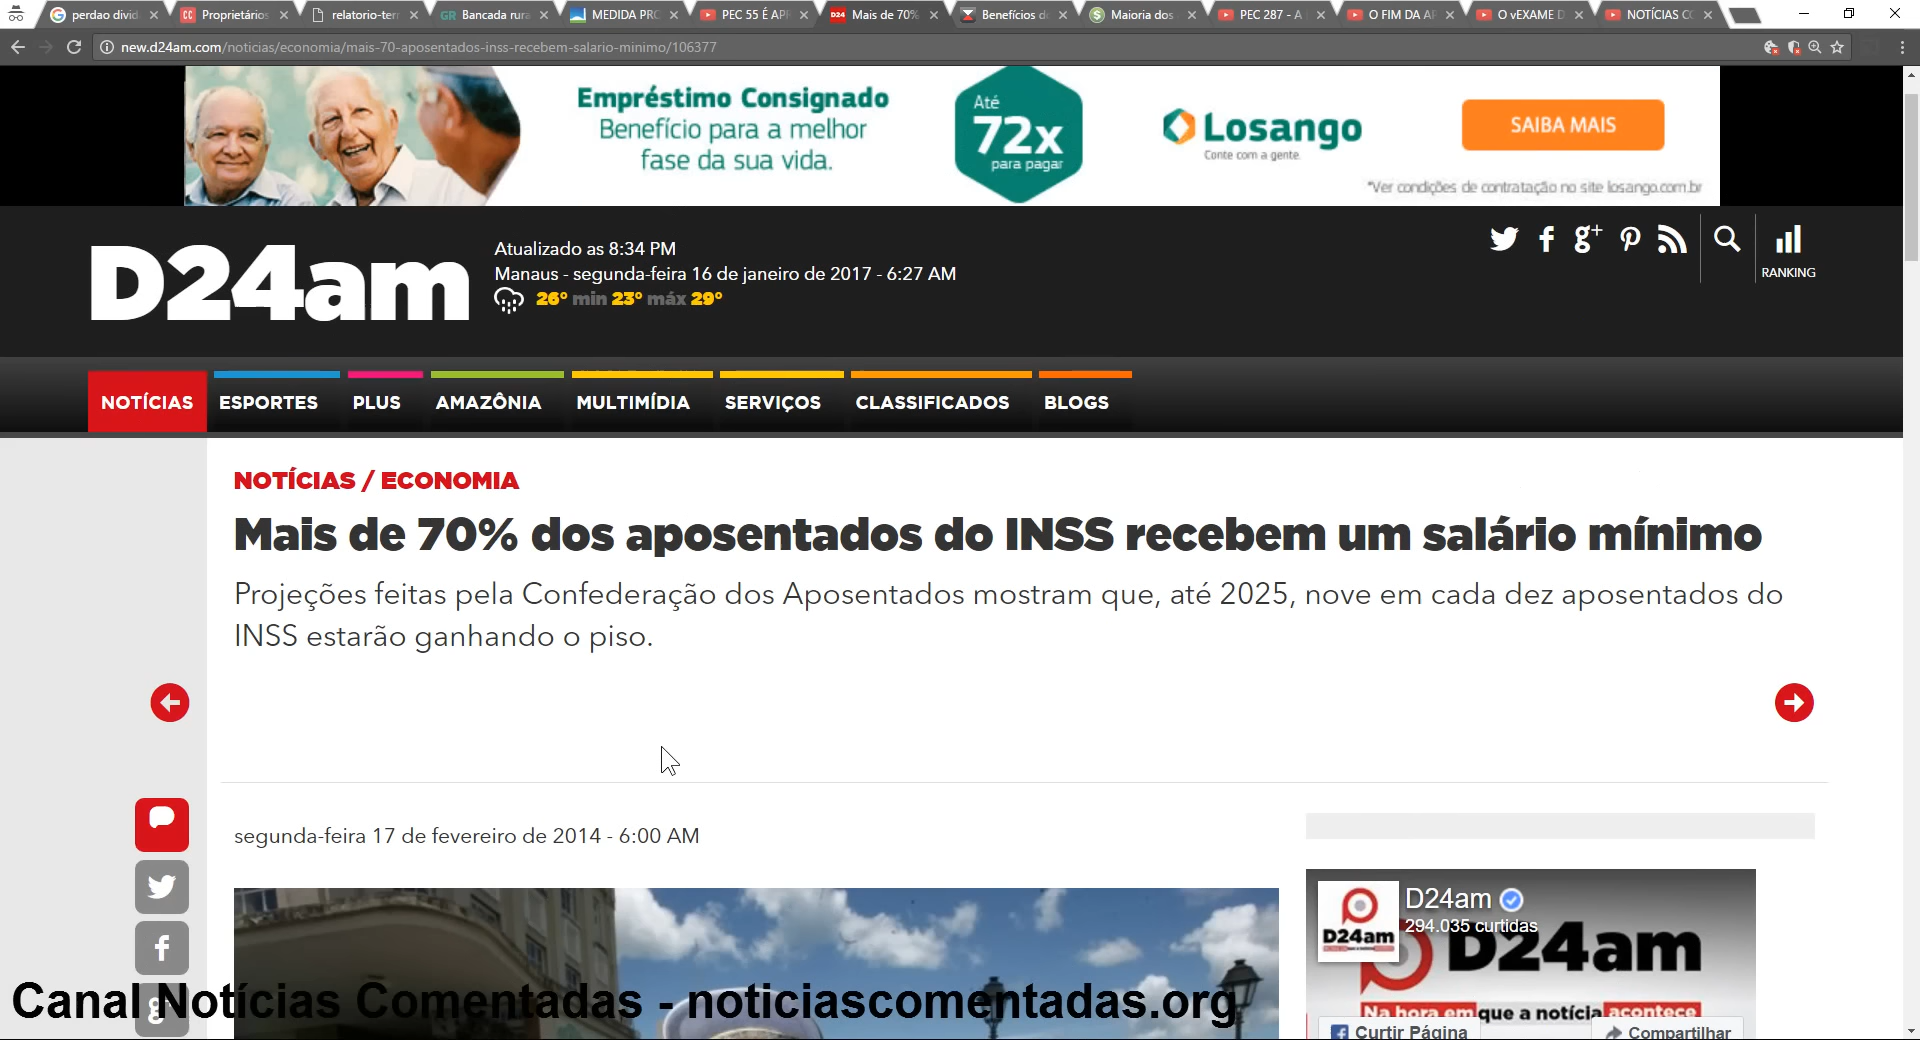 perdao divid
CC Proprietários
relatorio-terr
GR Bancada rura
MEDIDA PRO
PEC 55 É APR
D24 Mais de 70%
Benefícios d
Maioria dos
PEC 287 - A
O FIM DA AP
O vEXAME D
NOTÍCIAS CO
new.d24am.com/noticias/economia/mais-70-aposentados-inss-recebem-salario-minimo/106377
Empréstimo Consignado
Benefício para a melhor
fase da sua vida.
Até
72x
para pagar
Losango
Conte com a gente.
SAIBA MAIS
*Ver condições de contratação no site losango.com.br
D24am
Atualizado as 8:34 PM
Manaus - segunda-feira 16 de janeiro de 2017 - 6:27 AM
26° min 23° máx 29°
RANKING
NOTÍCIAS ESPORTES PLUS AMAZÔNIA MULTIMÍDIA SERVIÇOS CLASSIFICADOS BLOGS
NOTÍCIAS / ECONOMIA
Mais de 70% dos aposentados do INSS recebem um salário mínimo
Projeções feitas pela Confederação dos Aposentados mostram que, até 2025, nove em cada dez aposentados do
INSS estarão ganhando o piso.
segunda-feira 17 de fevereiro de 2014 - 6:00 AM
D24am
294.035 curtidas
D24am
D24am
Na hora em que a notícia acontece
Curtir Página
Compartilhar
Canal Notícias Comentadas - noticiascomentadas.org